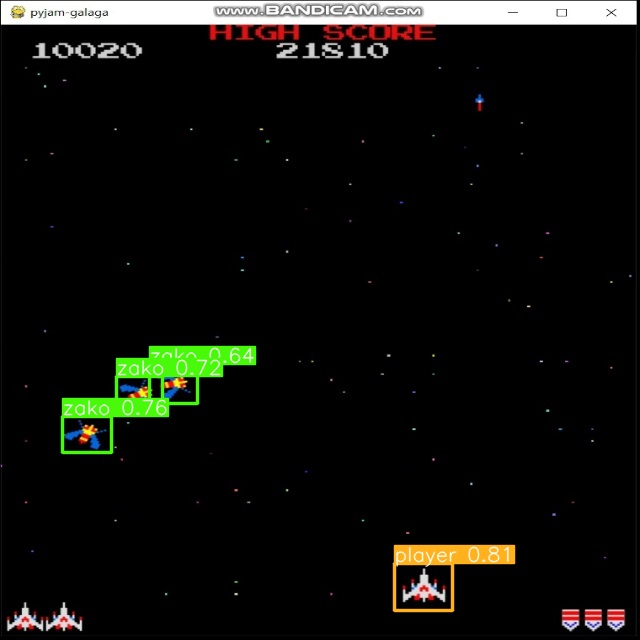 pyjam-galaga
WWW.BANDICAM.COM
HIGH SCORE
10020 21810
zako 0.64
zako 0.72
zako 0.76
player 0.81